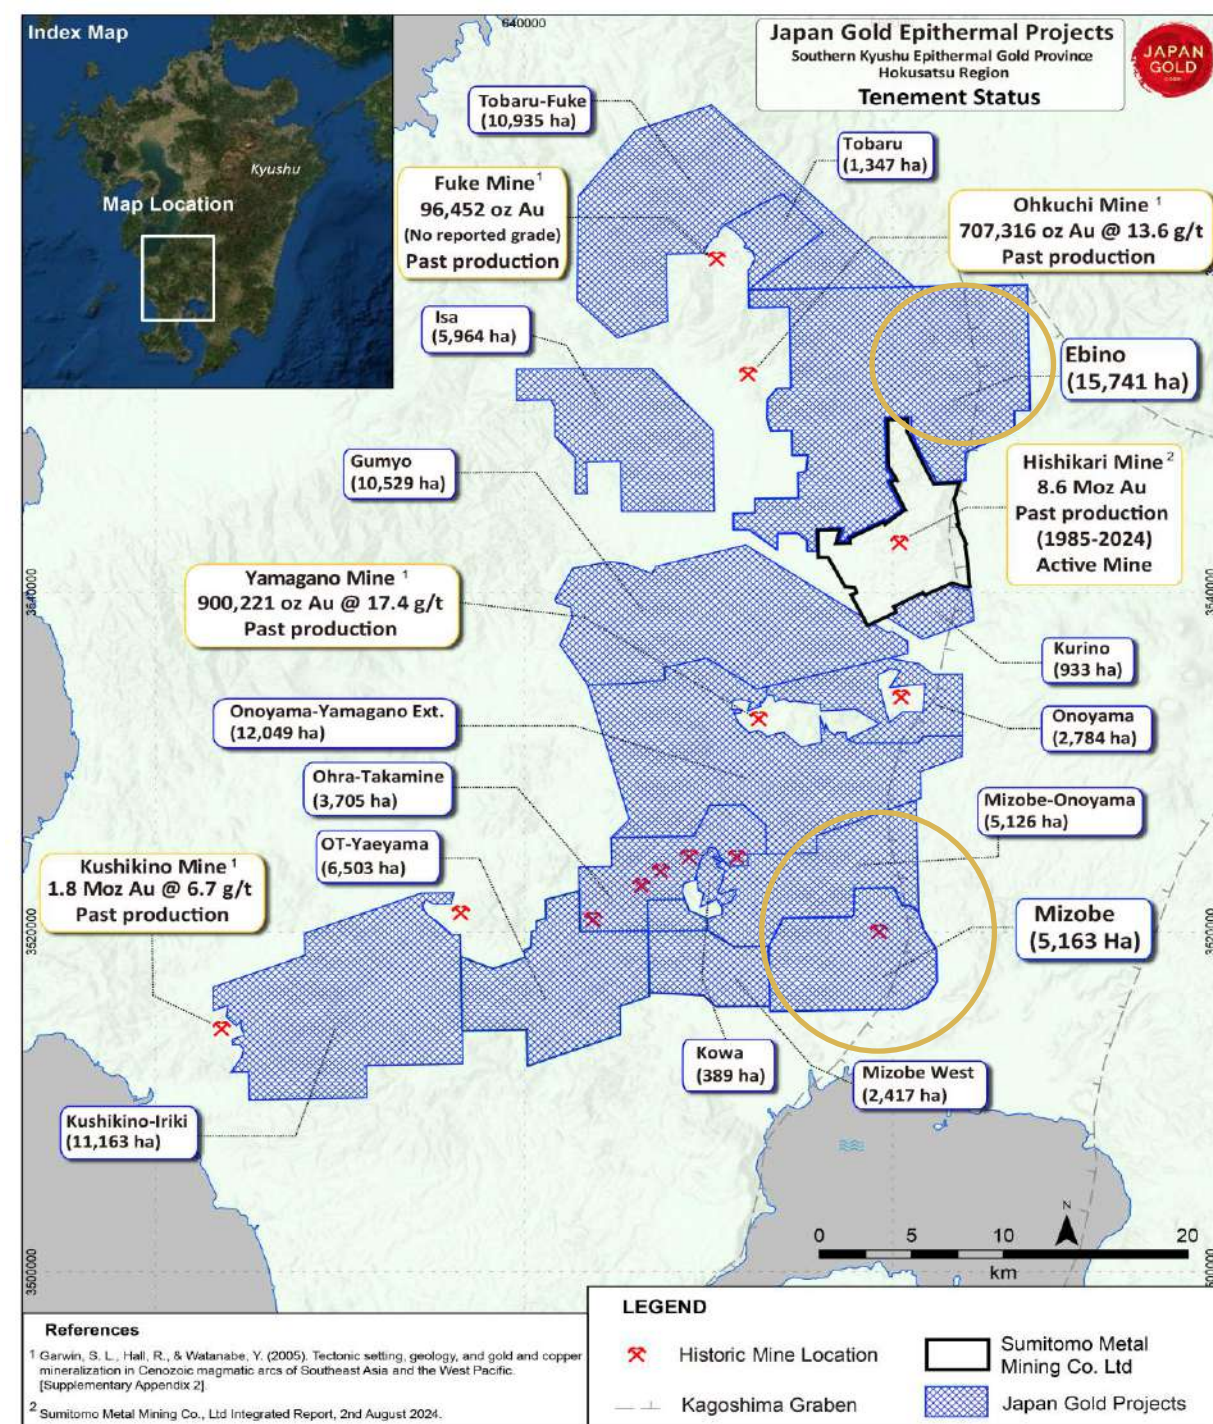 Index Map
Kyushu
Map Location
640000
Japan Gold Epithermal Projects
Southern Kyushu Epithermal Gold Province
Hokusatsu Region
Tenement Status
JAPAN
GOLD
CORP.
Tobaru-Fuke
(10,935 ha)
Tobaru
(1,347 ha)
Fuke Mine 1
96,452 oz Au
(No reported grade)
Past production
Ohkuchi Mine 1
707,316 oz Au @ 13.6 g/t
Past production
Isa
(5,964 ha)
Ebino
(15,741 ha)
Gumyo
(10,529 ha)
Hishikari Mine 2
8.6 Moz Au
Past production
(1985-2024)
Active Mine
Yamagano Mine 1
900,221 oz Au @ 17.4 g/t
Past production
3540000
3540000
Kurino
(933 ha)
Onoyama-Yamagano Ext.
(12,049 ha)
Onoyama
(2,784 ha)
Ohra-Takamine
(3,705 ha)
Mizobe-Onoyama
(5,126 ha)
OT-Yaeyama
(6,503 ha)
Kushikino Mine 1
1.8 Moz Au @ 6.7 g/t
Past production
Mizobe
(5,163 Ha)
3520000
3520000
Kowa
(389 ha)
Mizobe West
(2,417 ha)
Kushikino-Iriki
(11,163 ha)
N
0 5 10 20
km
3500000
References
1 Garwin, S. L., Hall, R., & Watanabe, Y. (2005). Tectonic setting, geology, and gold and copper
mineralization in Cenozoic magmatic arcs of Southeast Asia and the West Pacific.
[Supplementary Appendix 2].
2 Sumitomo Metal Mining Co., Ltd Integrated Report, 2nd August 2024.
LEGEND
Historic Mine Location
Sumitomo Metal
Mining Co. Ltd
Kagoshima Graben
Japan Gold Projects